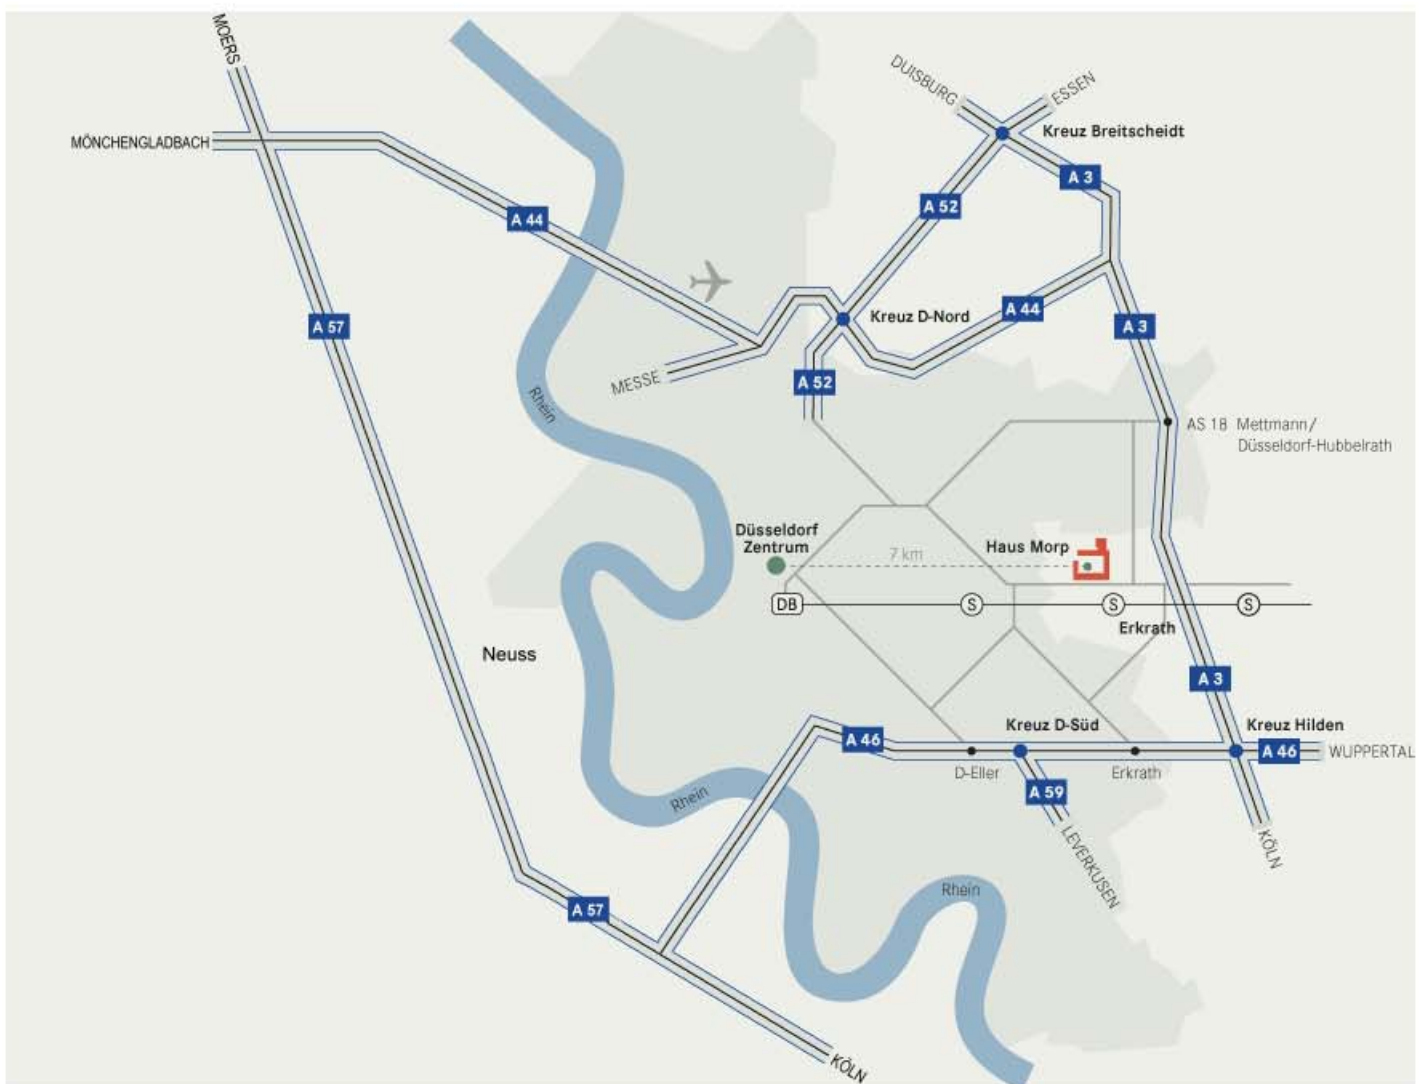 MOERS
MÖNCHENGLADBACH
DUISBURG
ESSEN
Kreuz Breitscheidt
A 3
A 52
A 44
A 57
Kreuz D-Nord
A 44
A 3
MESSE
A 52
Rhein
AS 18 Mettmann/
Düsseldorf-Hubbelrath
Düsseldorf
Zentrum
7 km
Haus Morp
DB
S
S
S
Erkrath
Neuss
A 3
Kreuz D-Süd
Kreuz Hilden
A 46
A 46
WUPPERTAL
D-Eller
Erkrath
A 59
Rhein
LEVERKUSEN
KÖLN
Rhein
A 57
KÖLN